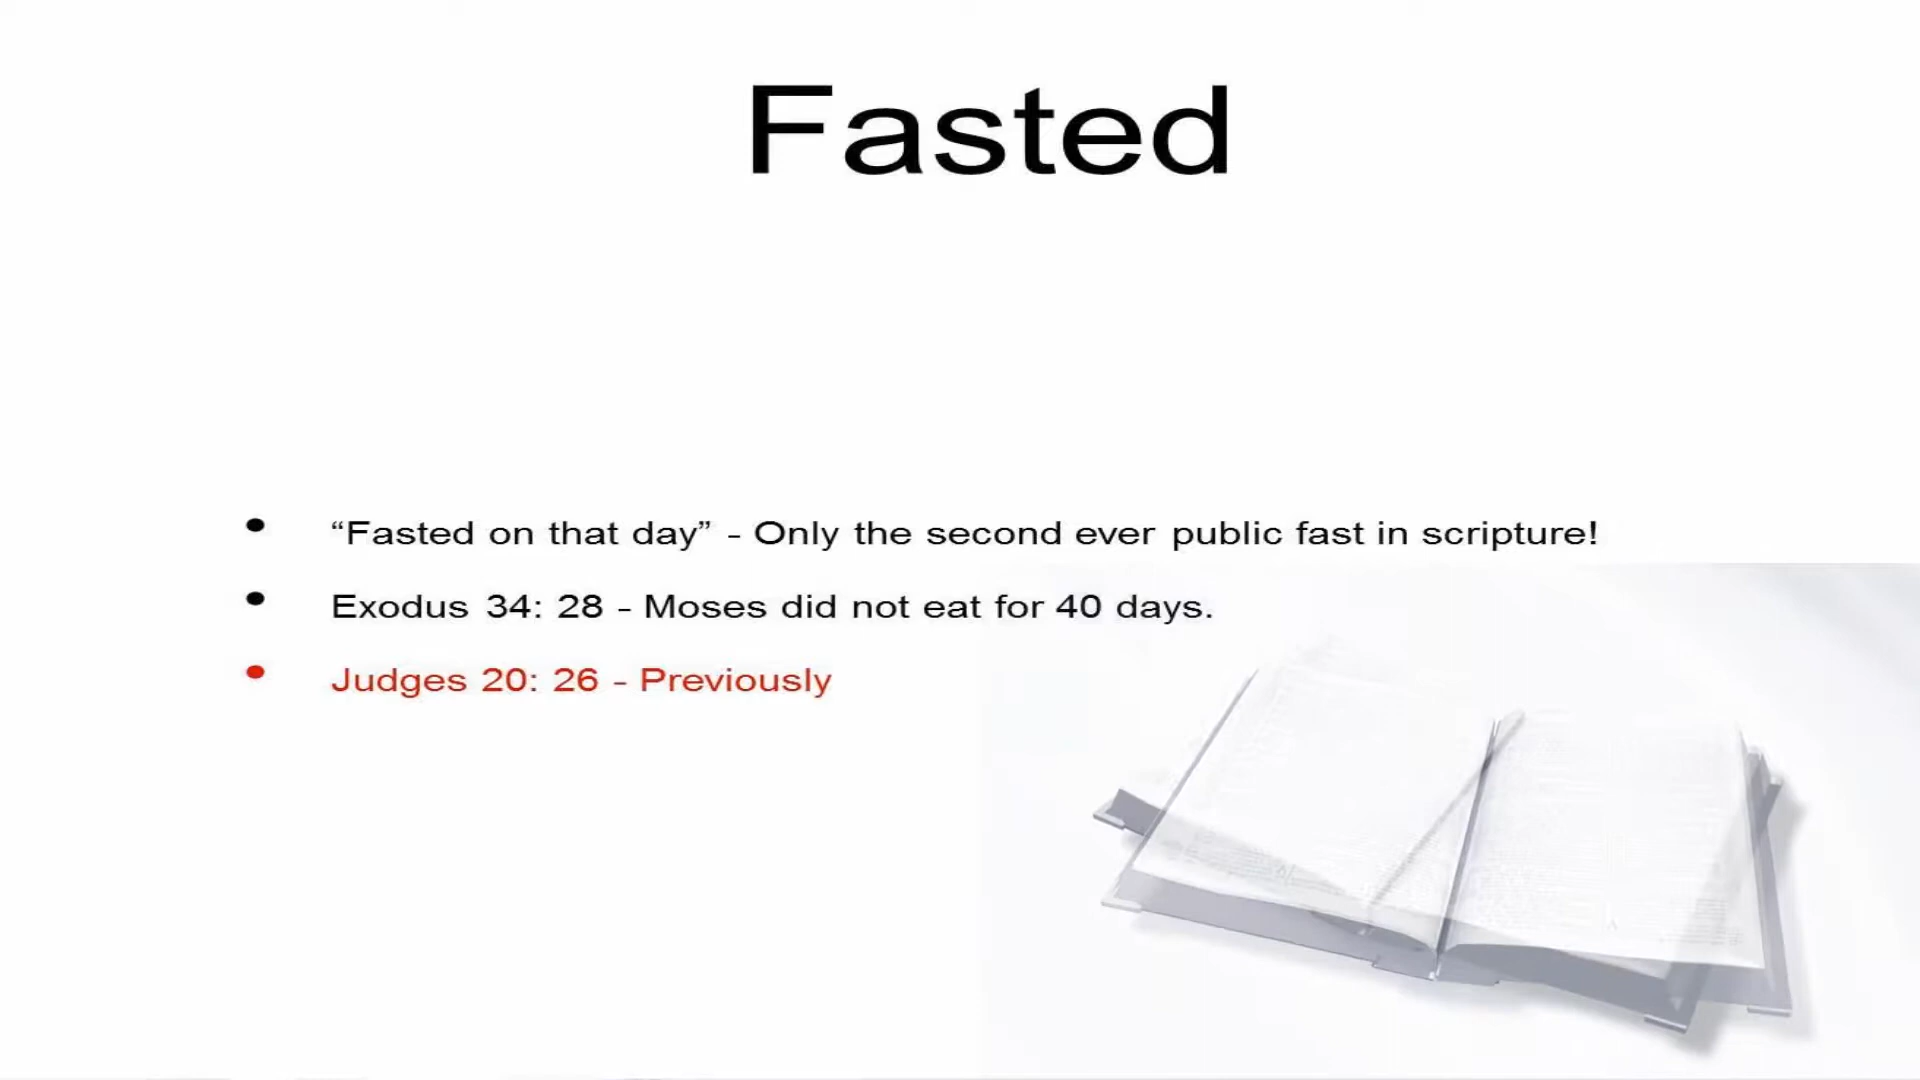 Fasted
• “Fasted on that day” - Only the second ever public fast in scripture!
• Exodus 34: 28 - Moses did not eat for 40 days.
• Judges 20: 26 - Previously